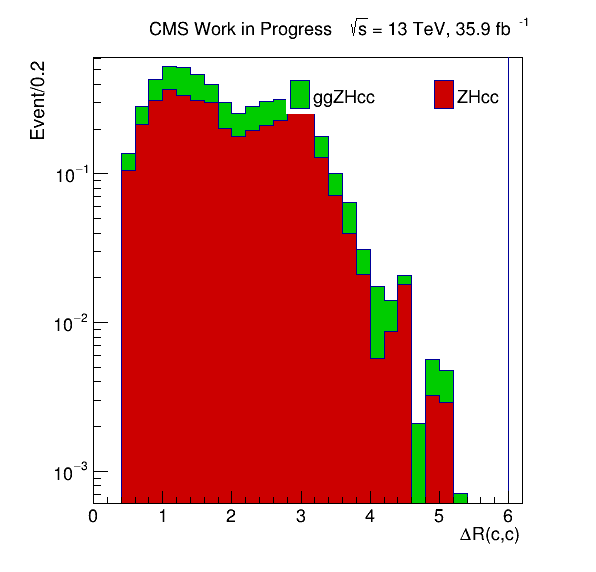 CMS Work in Progress √s = 13 TeV, 35.9 fb⁻¹
Event/0.2
ggZHcc ZHcc
10⁻¹
10⁻²
10⁻³
0 1 2 3 4 5 6
ΔR(c,c)